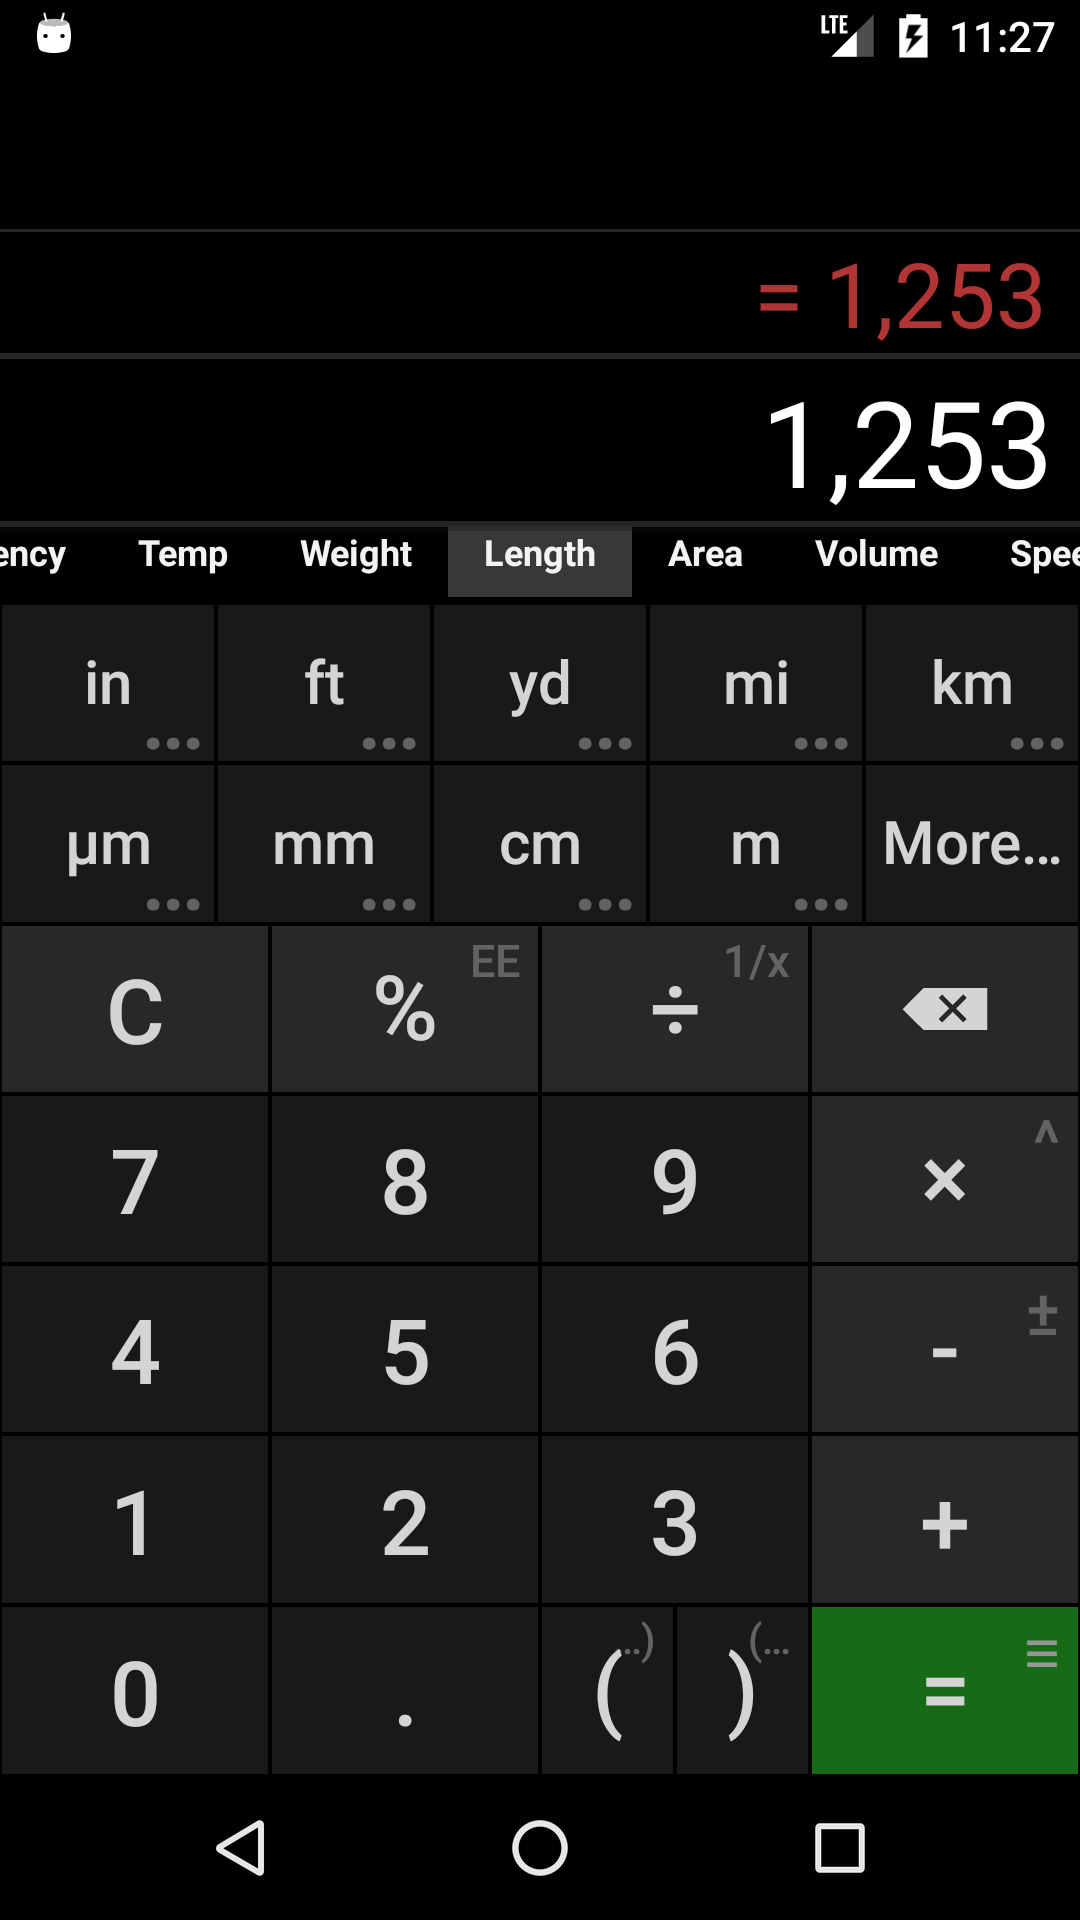 LTE 11:27
= 1,253
1,253
ency Temp Weight Length Area Volume Spee
in ft yd mi km
µm mm cm m More...
C % EE ÷ 1/x
7 8 9 × ^
4 5 6 - ±
1 2 3 +
0 . ( ..) ) (... =